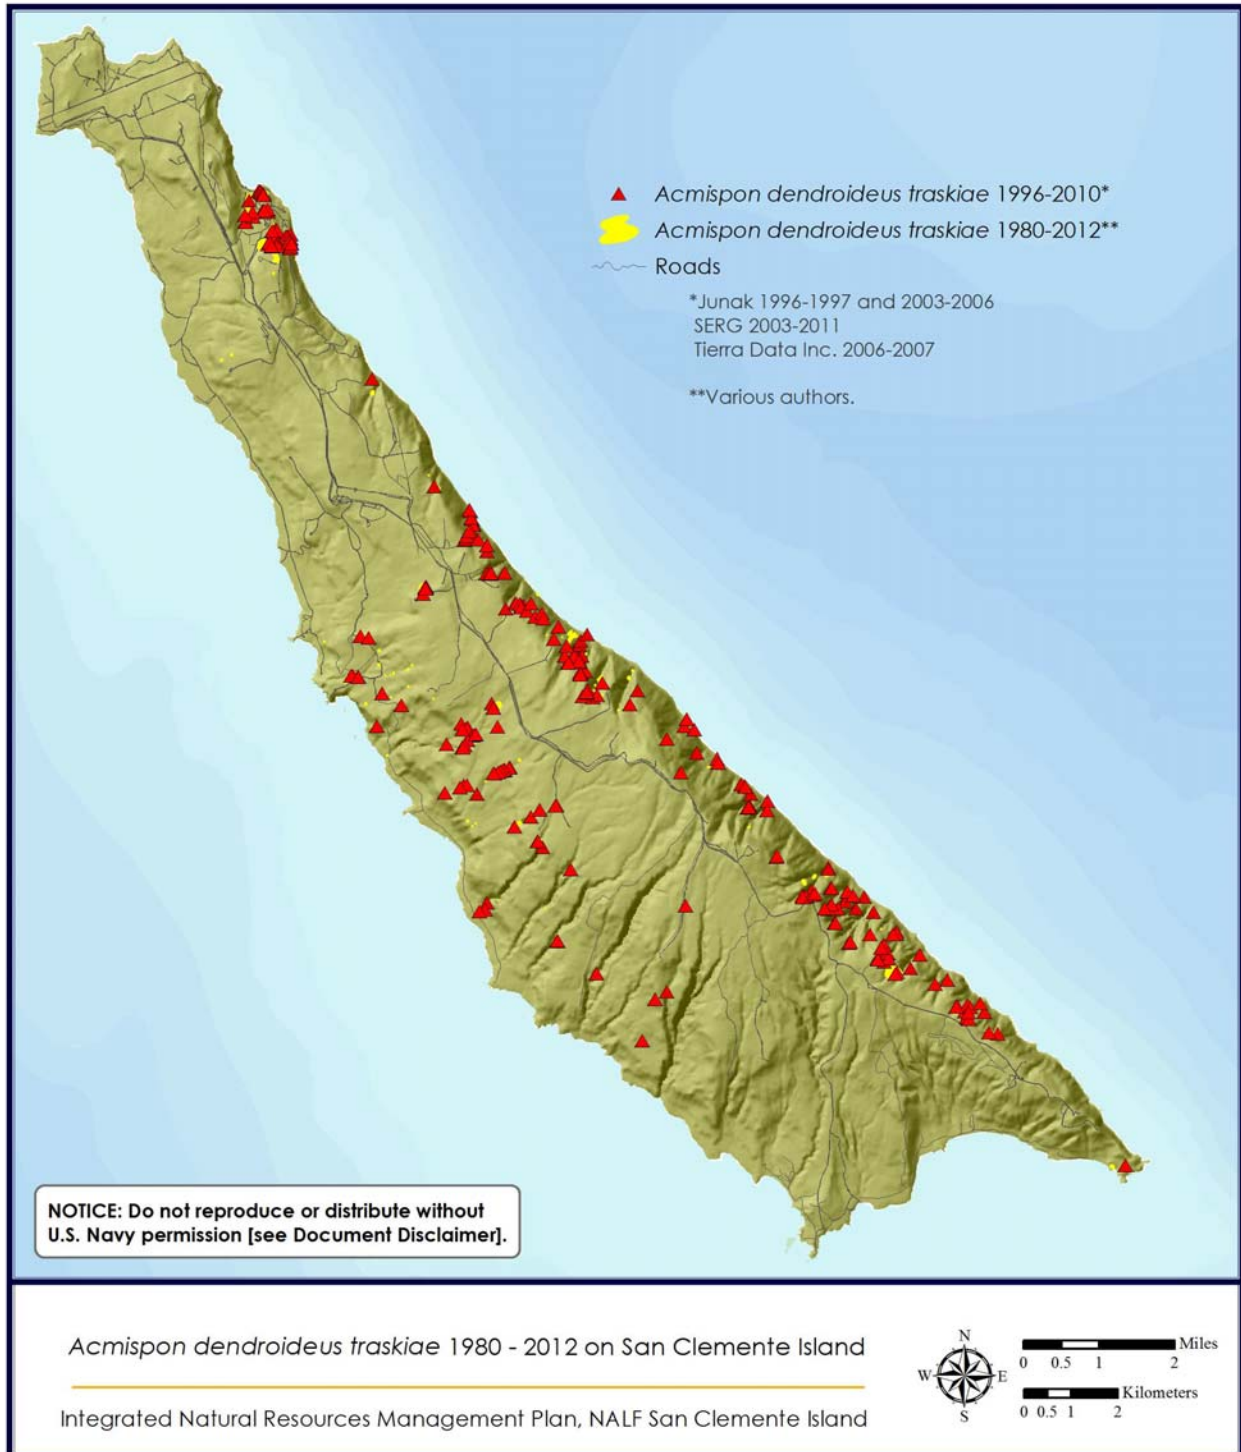 Acmispon dendroideus traskiae 1996-2010*
Acmispon dendroideus traskiae 1980-2012**
Roads
*Junak 1996-1997 and 2003-2006
SERG 2003-2011
Tierra Data Inc. 2006-2007
**Various authors.
NOTICE: Do not reproduce or distribute without
U.S. Navy permission [see Document Disclaimer].
Acmispon dendroideus traskiae 1980 - 2012 on San Clemente Island
Integrated Natural Resources Management Plan, NALF San Clemente Island
N
W E
S
Miles
0 0.5 1 2
Kilometers
0 0.5 1 2